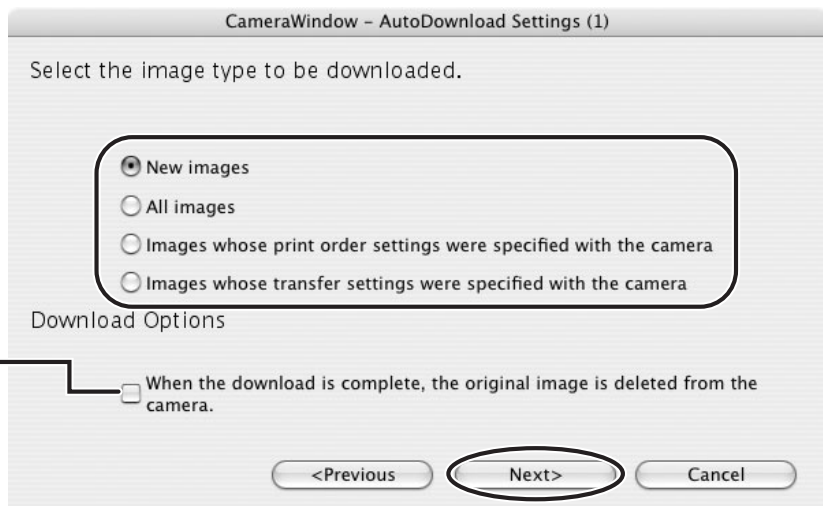 CameraWindow – AutoDownload Settings (1)
Select the image type to be downloaded.
New images
All images
Images whose print order settings were specified with the camera
Images whose transfer settings were specified with the camera
Download Options
When the download is complete, the original image is deleted from the
camera.
<Previous
Next>
Cancel